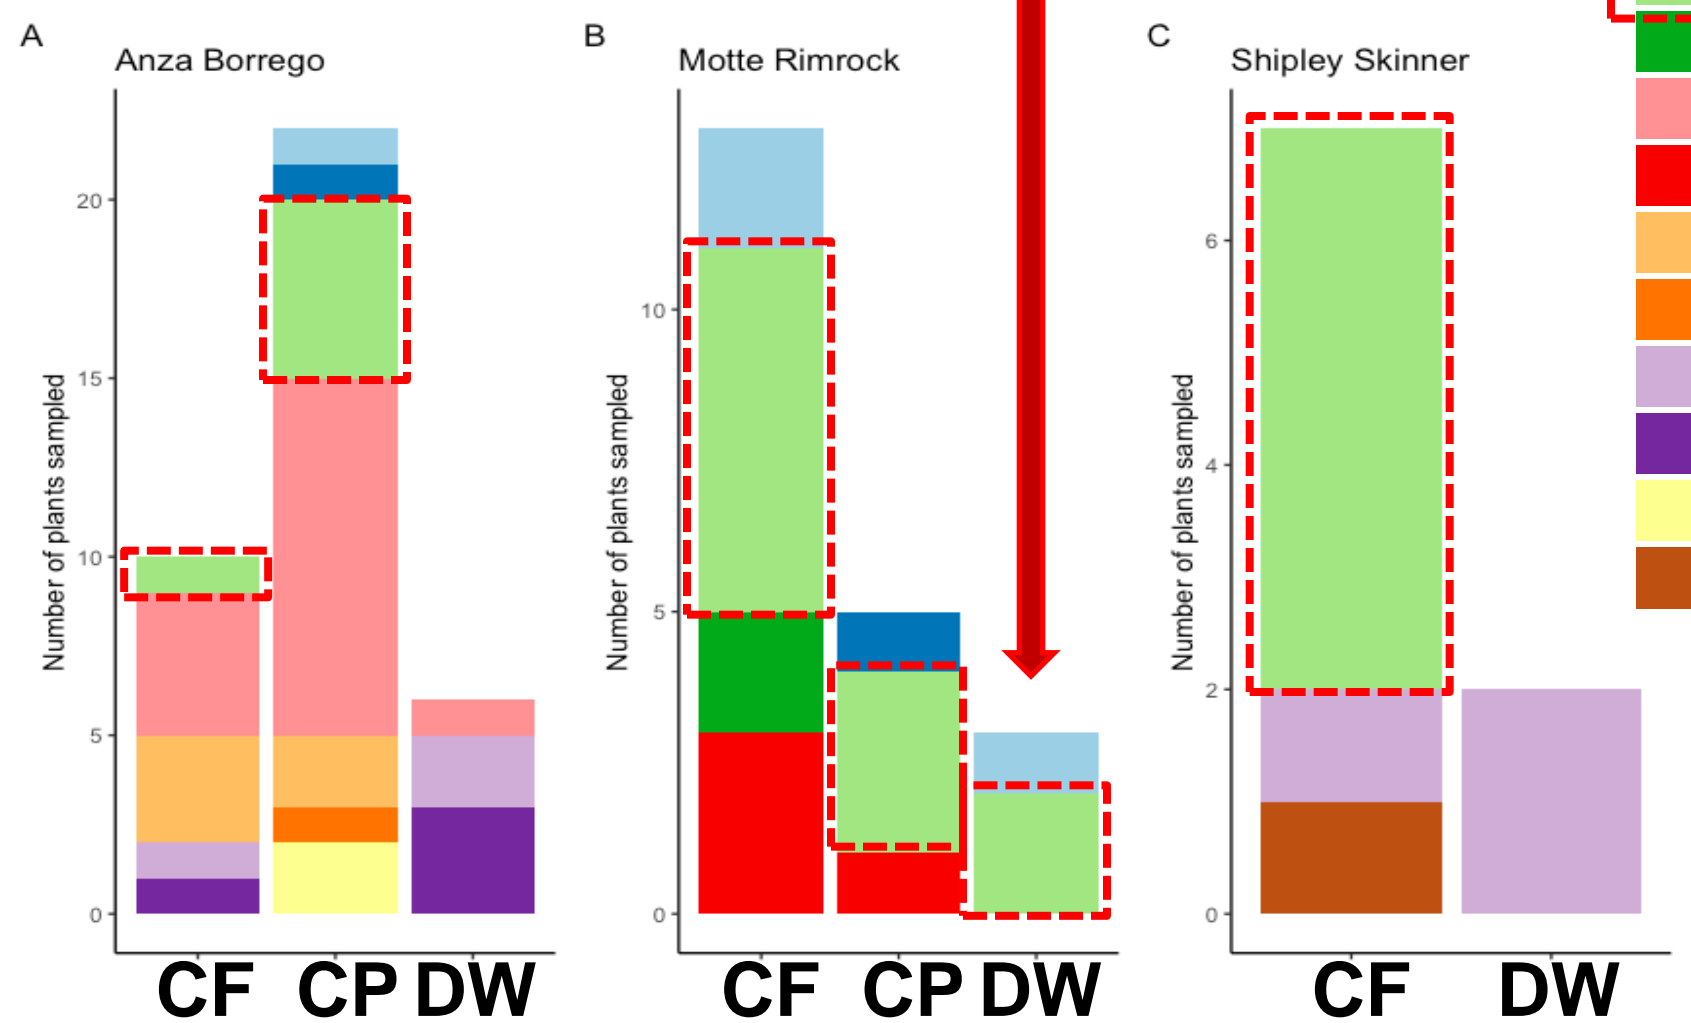 A
Anza Borrego
Number of plants sampled
20
15
10
5
0
CF CP DW
B
Motte Rimrock
Number of plants sampled
10
5
0
CF CP DW
C
Shipley Skinner
Number of plants sampled
6
4
2
0
CF DW